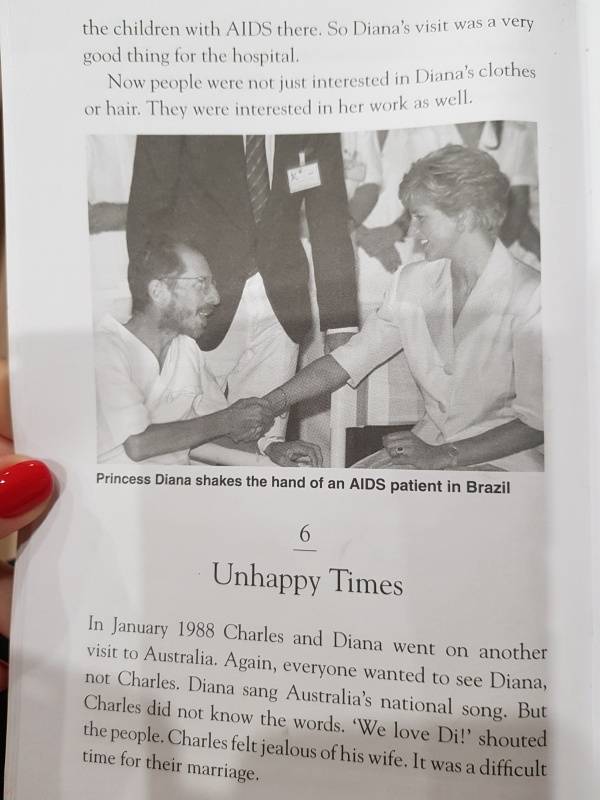 the children with AIDS there. So Diana's visit was a very
good thing for the hospital.
Now people were not just interested in Diana's clothes
or hair. They were interested in her work as well.
Princess Diana shakes the hand of an AIDS patient in Brazil
6
Unhappy Times
In January 1988 Charles and Diana went on another
visit to Australia. Again, everyone wanted to see Diana,
not Charles. Diana sang Australia's national song. But
Charles did not know the words. ‘We love Di!’ shouted
the people. Charles felt jealous of his wife. It was a difficult
time for their marriage.